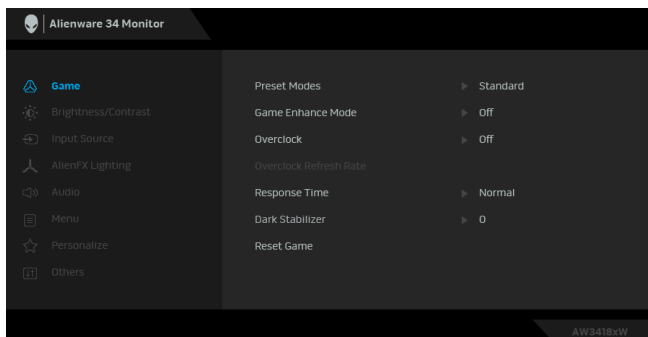 Alienware 34 Monitor
Game
Preset Modes Standard
Brightness/Contrast
Game Enhance Mode Off
Input Source
Overclock Off
AlienFX Lighting
Overclock Refresh Rate
Audio
Response Time Normal
Menu
Dark Stabilizer 0
Personalize
Reset Game
Others
AW3418xW